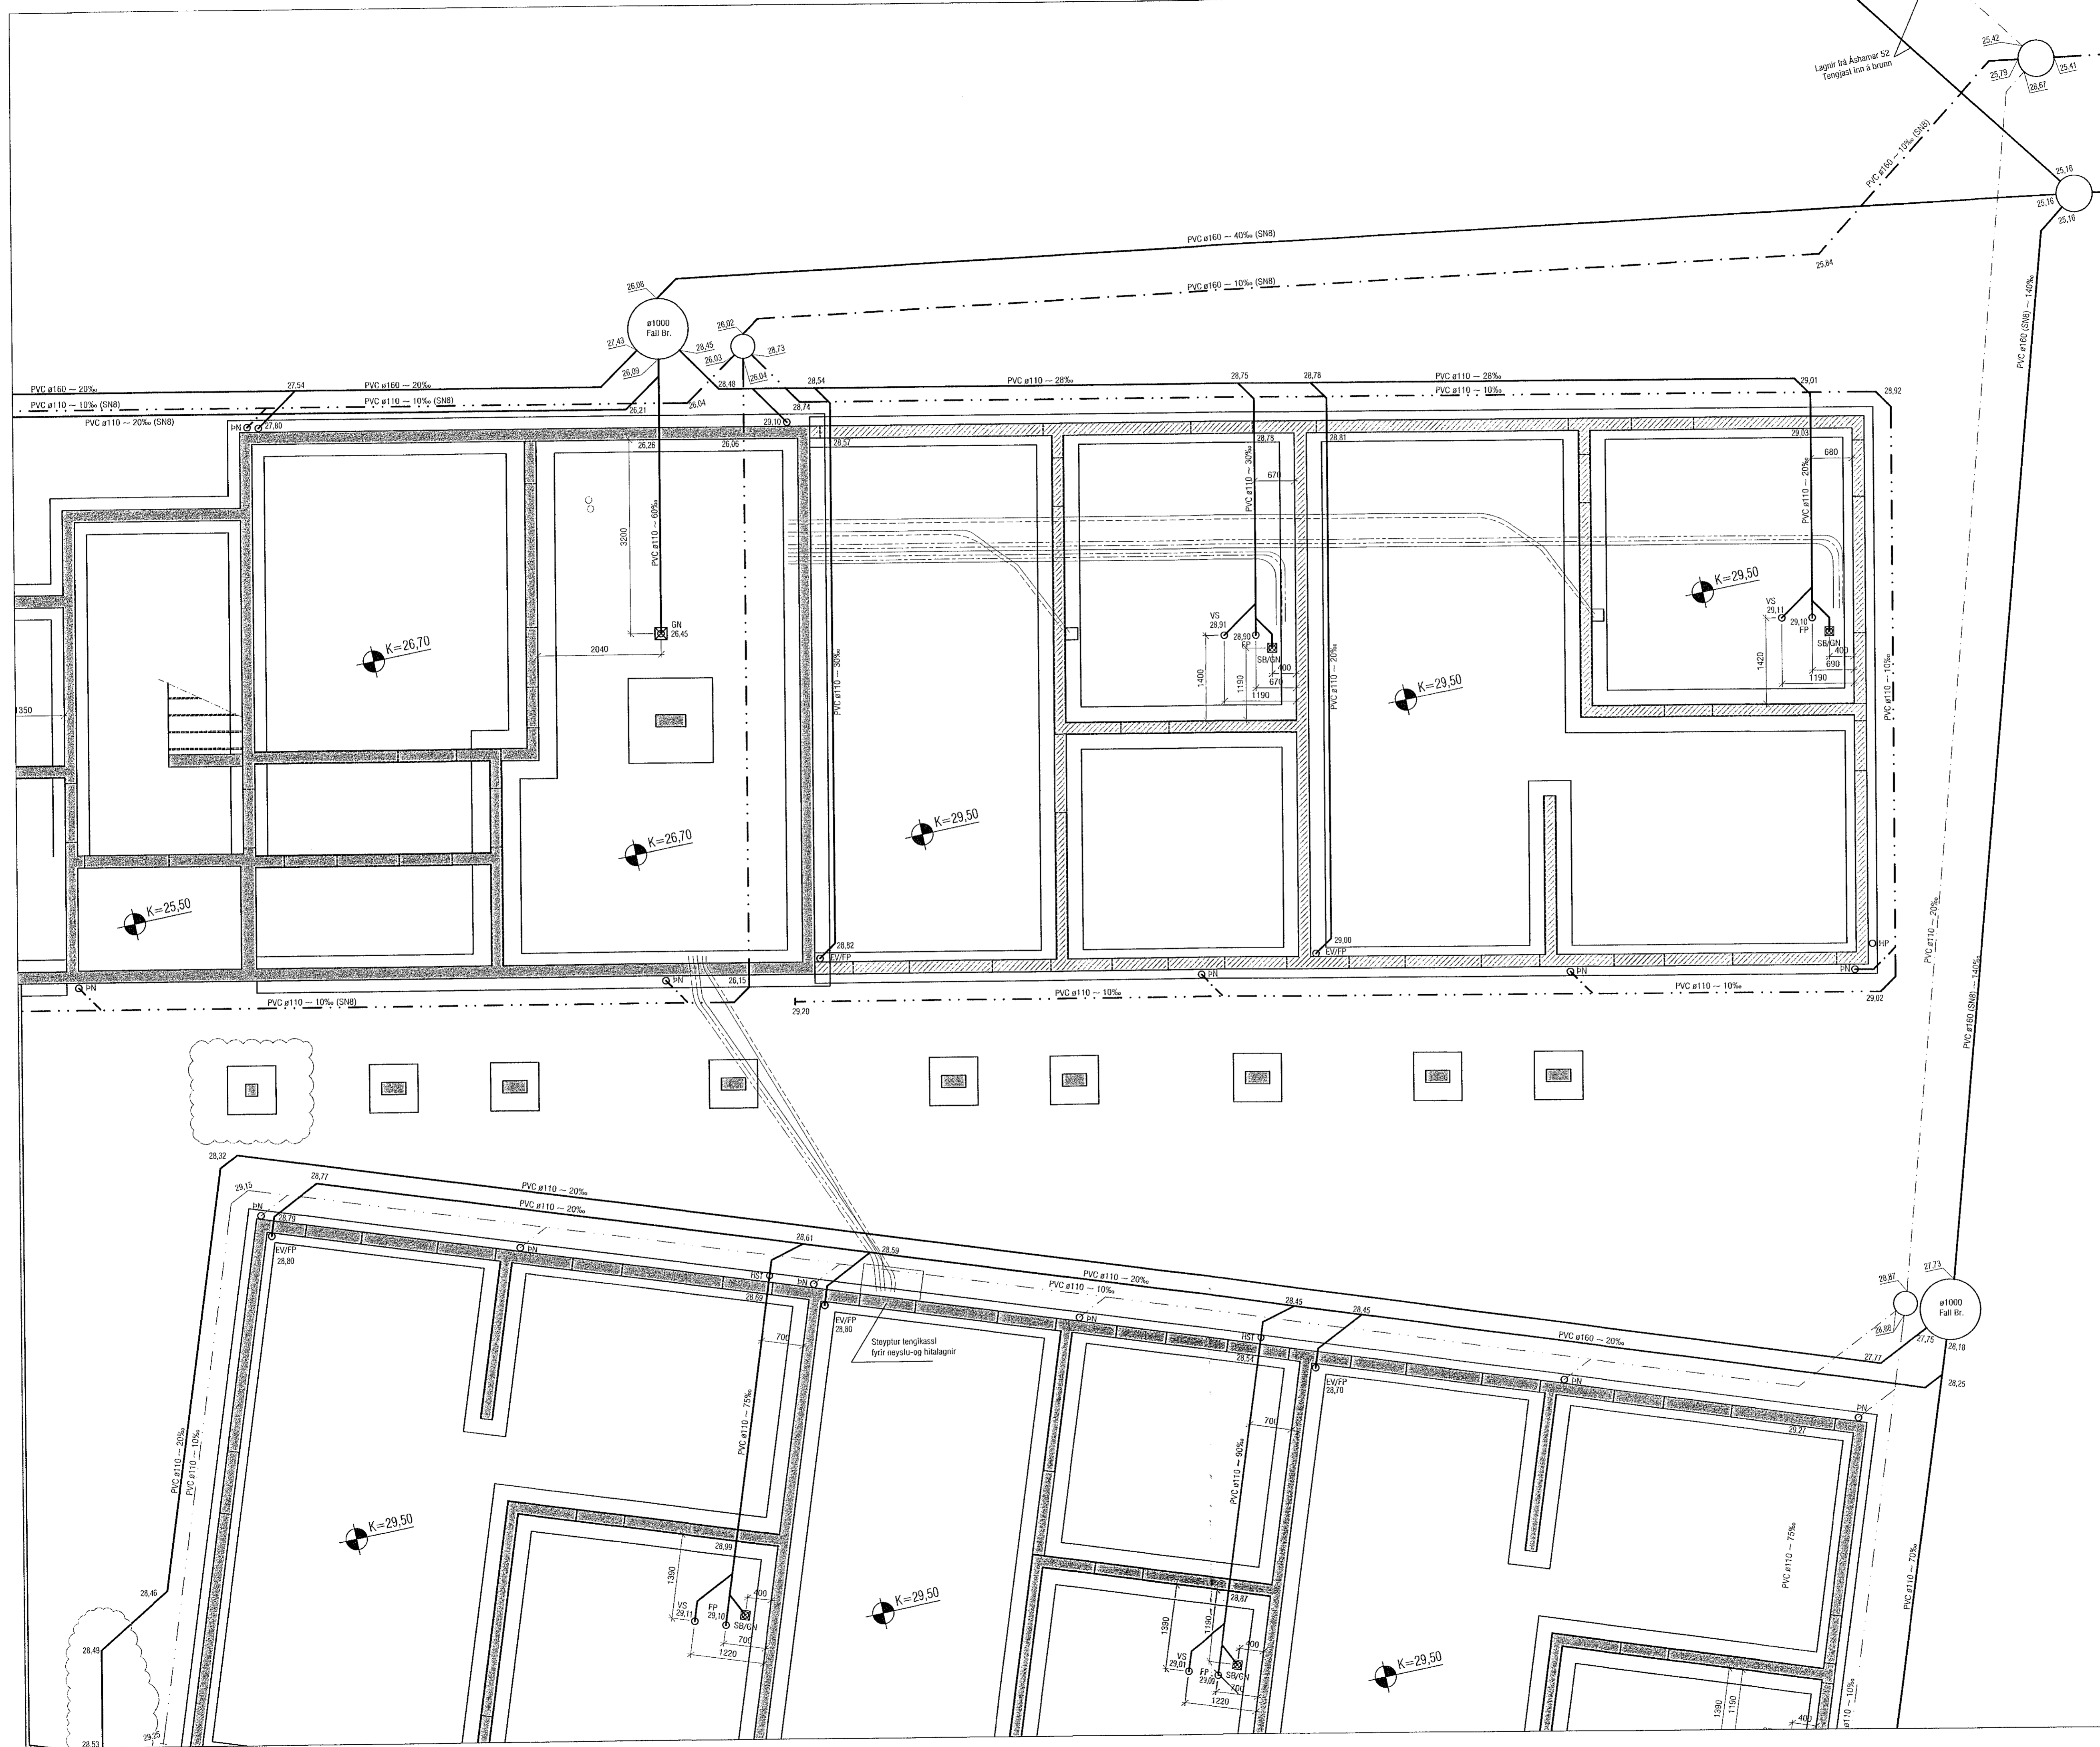 Lagnir frá Áshamar 52
Tengjast inn á brunn
25,42
25,79
25,41
28,67
PVC ø160 ~ 10‰ (SN8)
25,16
25,16
25,16
PVC ø160 ~ 40‰ (SN8)
25,84
PVC ø160 ~ 10‰ (SN8)
PVC ø160 (SN8) ~ 140‰
26,08
ø1000
Fall Br.
26,02
27,43
28,45
26,03
28,73
26,09
26,04
PVC ø160 ~ 20‰
27,54
PVC ø160 ~ 20‰
28,48
28,54
PVC ø110 ~ 28‰
28,75
28,78
PVC ø110 ~ 28‰
29,01
PVC ø110 ~ 10‰ (SN8)
PVC ø110 ~ 10‰ (SN8)
26,04
28,74
PVC ø110 ~ 10‰
28,92
26,21
PVC ø110 ~ 20‰ (SN8)
ÞN
27,80
29,10
26,26
26,06
28,57
28,78
28,81
29,03
670
680
3200
PVC ø110 ~ 60‰
PVC ø110 ~ 30‰
PVC ø110 ~ 20‰
K=29,50
GN
26,45
VS
28,91
28,90
FP
SB/GN
VS
29,11
29,10
FP
SB/GN
K=26,70
2040
400
670
1190
1400
1190
400
690
1190
1420
PVC ø110 ~ 30‰
PVC ø110 ~ 20‰
K=29,50
PVC ø110 ~ 10‰
1350
K=29,50
K=26,70
K=25,50
28,82
EV/FP
29,00
EV/FP
HP
PVC ø110 ~ 20‰
ÞN
ÞN
26,15
ÞN
ÞN
ÞN
PVC ø110 ~ 10‰ (SN8)
PVC ø110 ~ 10‰
PVC ø110 ~ 10‰
29,20
29,02
PVC ø160 (SN8) ~ 140‰
28,32
28,77
PVC ø110 ~ 20‰
29,15
PVC ø110 ~ 20‰
ÞN
28,79
EV/FP
28,80
ÞN
28,61
28,59
HST
ÞN
28,69
PVC ø110 ~ 20‰
PVC ø110 ~ 10‰
27,73
28,87
ø1000
Fall Br.
28,88
27,75
28,18
28,45
28,45
ÞN
EV/FP
28,80
700
Steyptur tengikassi
fyrir neyslu-og hitalagnir
HST
28,54
PVC ø160 ~ 20‰
27,77
28,25
EV/FP
28,70
ÞN
ÞN
29,27
700
PVC ø110 ~ 75‰
PVC ø110 ~ 90‰
PVC ø110 ~ 20‰
PVC ø110 ~ 10‰
K=29,50
28,99
1390
400
PVC ø110 ~ 75‰
PVC ø110 ~ 70‰
28,46
VS
29,11
FP
29,10
SB/GN
700
1220
K=29,50
28,87
1390
1190
400
VS
29,01
FP
29,00
SB/GN
700
1220
K=29,50
28,49
1390
1190
400
ø110 ~ 10‰
29,25
28,53